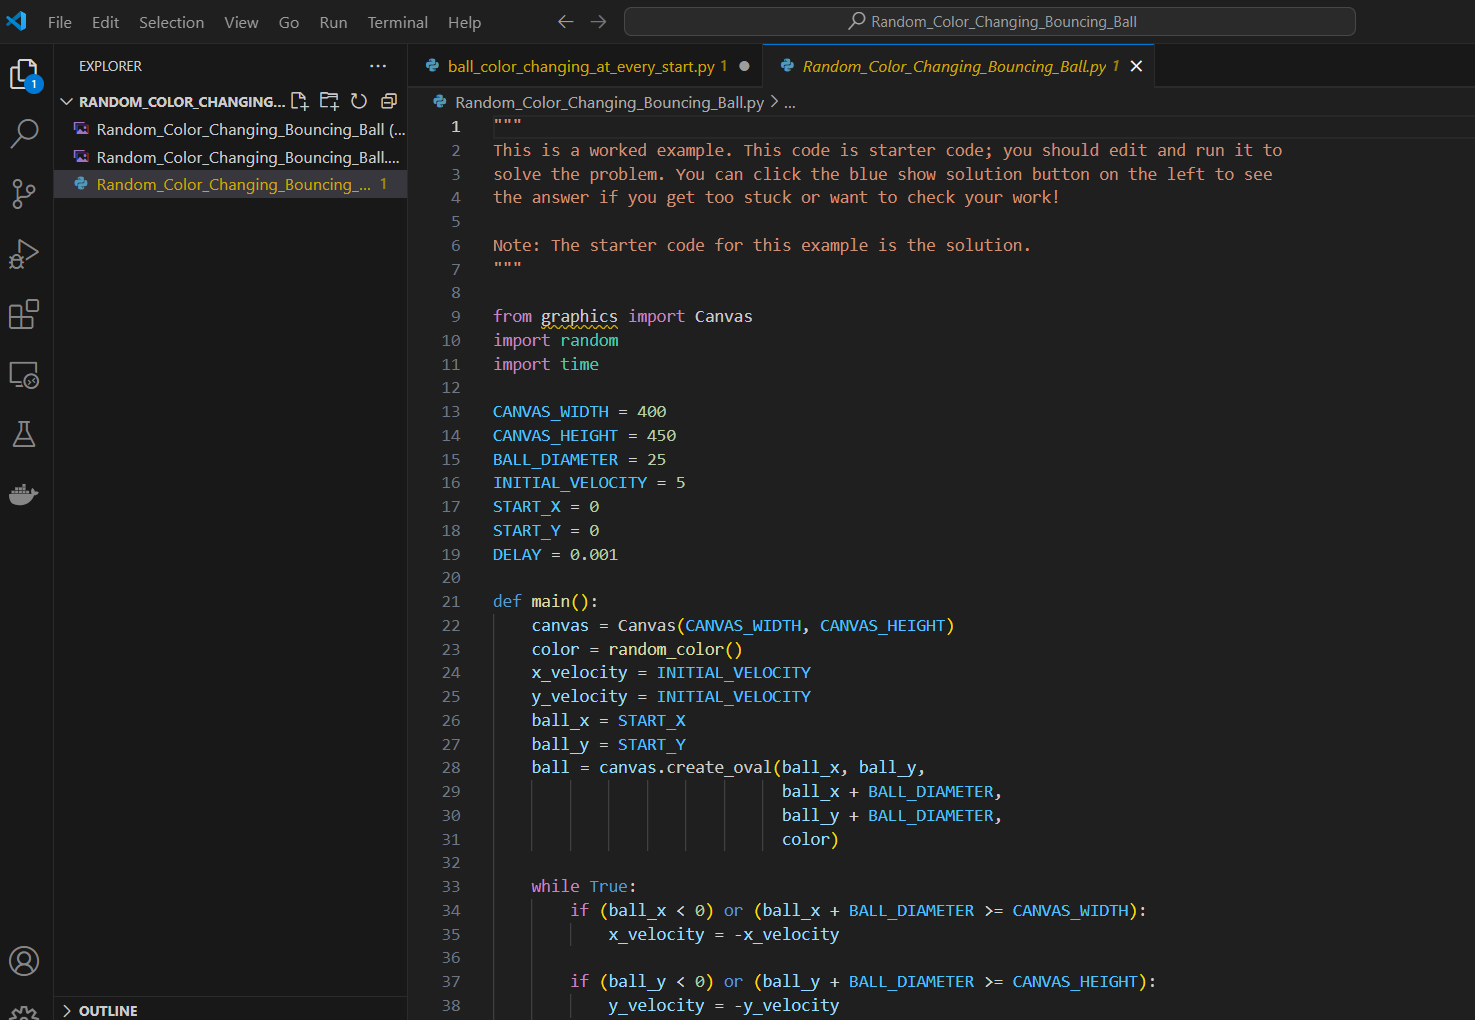 File Edit Selection View Go Run Terminal Help
Random_Color_Changing_Bouncing_Ball
EXPLORER
RANDOM_COLOR_CHANGING...
Random_Color_Changing_Bouncing_Ball (...
Random_Color_Changing_Bouncing_Ball....
Random_Color_Changing_Bouncing_... 1
OUTLINE
1
ball_color_changing_at_every_start.py 1
Random_Color_Changing_Bouncing_Ball.py 1
Random_Color_Changing_Bouncing_Ball.py > ...
1 """
2 This is a worked example. This code is starter code; you should edit and run it to
3 solve the problem. You can click the blue show solution button on the left to see
4 the answer if you get too stuck or want to check your work!
5
6 Note: The starter code for this example is the solution.
7 """
8
9 from graphics import Canvas
10 import random
11 import time
12
13 CANVAS_WIDTH = 400
14 CANVAS_HEIGHT = 450
15 BALL_DIAMETER = 25
16 INITIAL_VELOCITY = 5
17 START_X = 0
18 START_Y = 0
19 DELAY = 0.001
20
21 def main():
22     canvas = Canvas(CANVAS_WIDTH, CANVAS_HEIGHT)
23     color = random_color()
24     x_velocity = INITIAL_VELOCITY
25     y_velocity = INITIAL_VELOCITY
26     ball_x = START_X
27     ball_y = START_Y
28     ball = canvas.create_oval(ball_x, ball_y,
29                               ball_x + BALL_DIAMETER,
30                               ball_y + BALL_DIAMETER,
31                               color)
32
33     while True:
34         if (ball_x < 0) or (ball_x + BALL_DIAMETER >= CANVAS_WIDTH):
35             x_velocity = -x_velocity
36
37         if (ball_y < 0) or (ball_y + BALL_DIAMETER >= CANVAS_HEIGHT):
38             y_velocity = -y_velocity